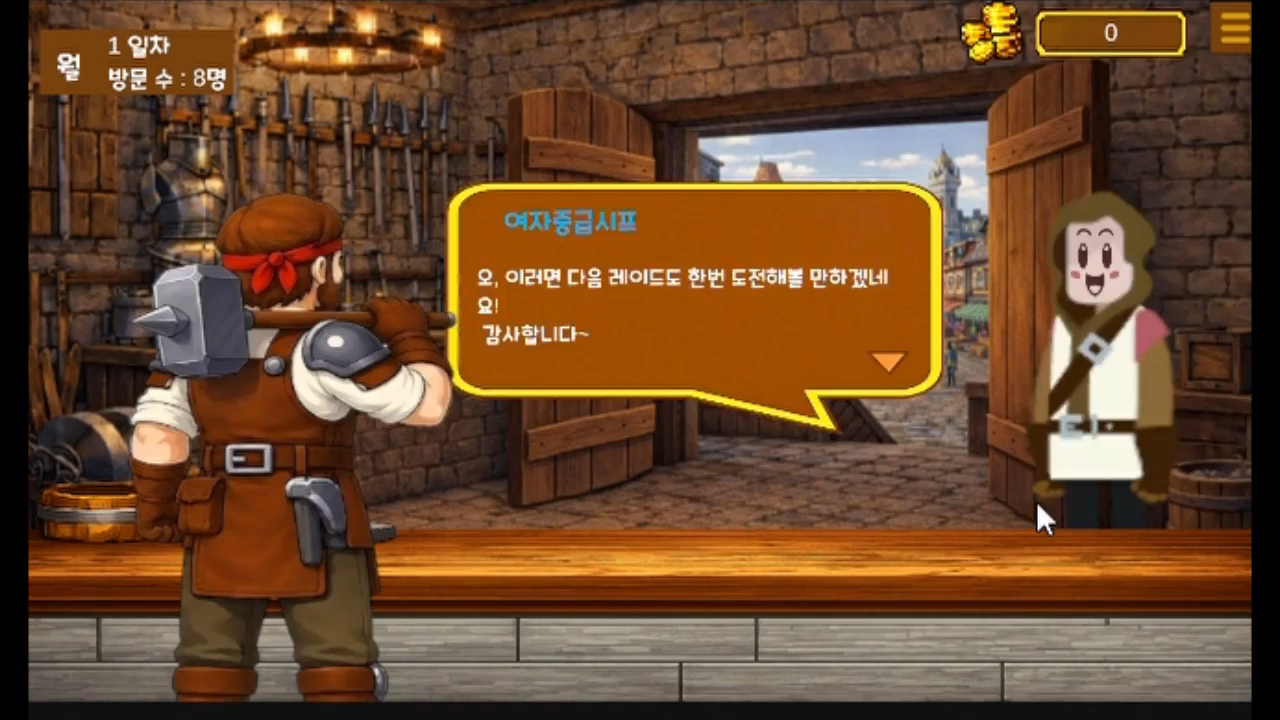 월
1 일차
방문 수 : 8명
0
여자중급시프
오, 이러면 다음 레이드도 한번 도전해볼 만하겠네
요!
감사합니다~